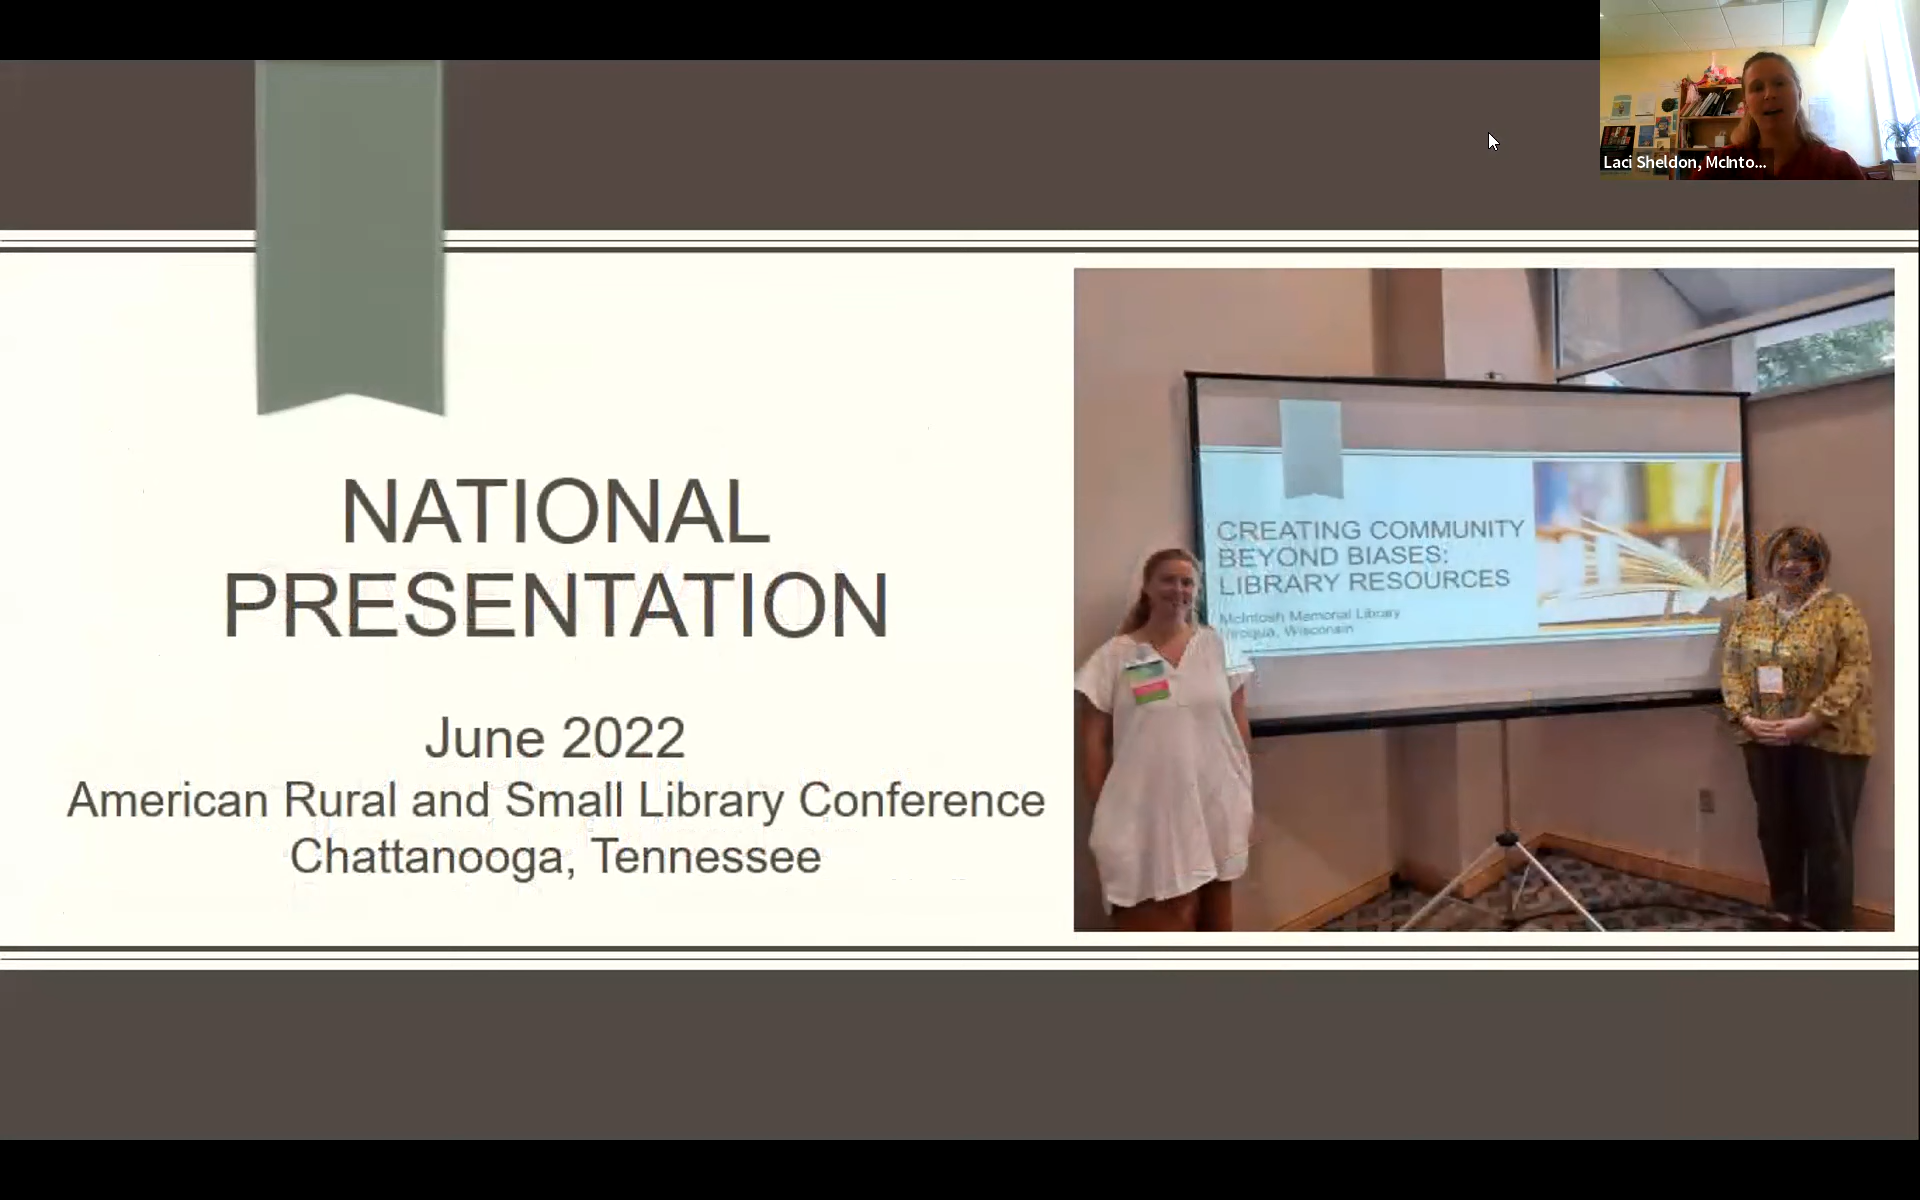 Laci Sheldon, McInto...
NATIONAL
PRESENTATION
June 2022
American Rural and Small Library Conference
Chattanooga, Tennessee
CREATING COMMUNITY
BEYOND BIASES:
LIBRARY RESOURCES
McIntosh Memorial Library
Viroqua, Wisconsin